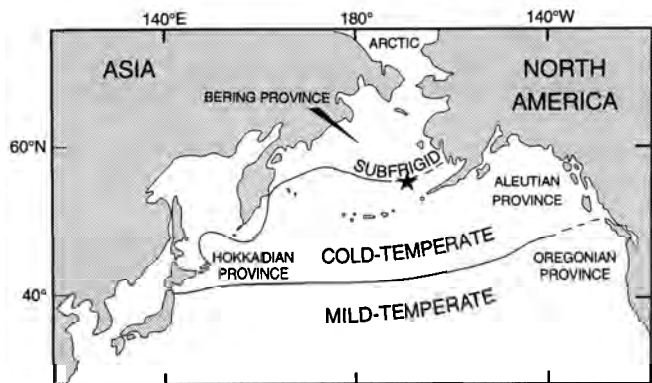 140°E 180° 140°W
ARCTIC
ASIA
NORTH
AMERICA
BERING PROVINCE
60°N
SUBFRIGID
ALEUTIAN
PROVINCE
HOKKAIDIAN
PROVINCE
COLD-TEMPERATE
OREGONIAN
PROVINCE
40°
MILD-TEMPERATE